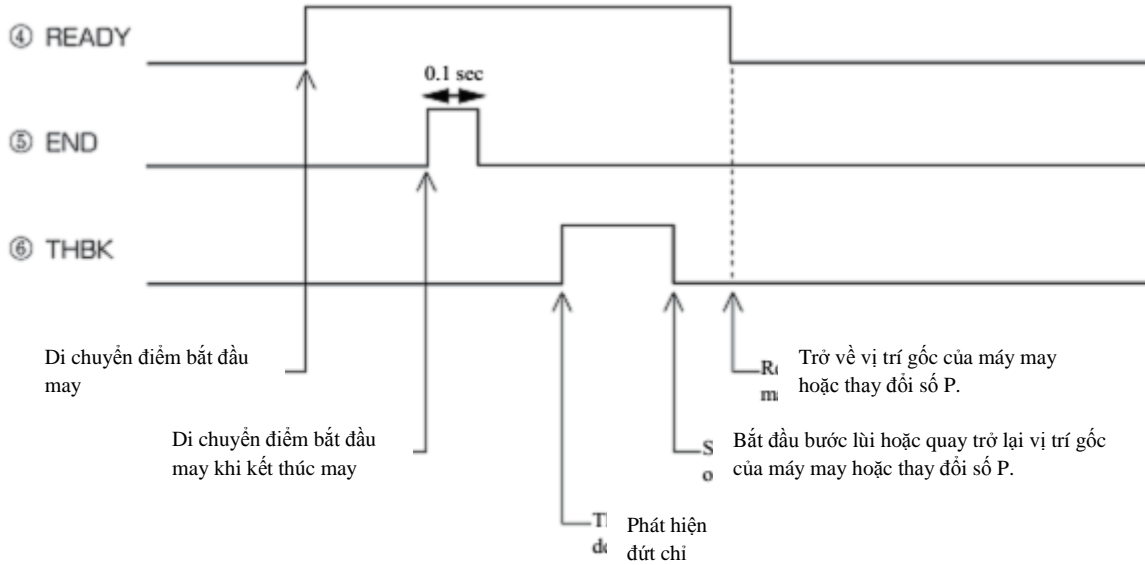 ④ READY
0.1 sec
⑤ END
⑥ THBK
Di chuyển điểm bắt đầu
may
Trở về vị trí gốc của máy may
hoặc thay đổi số P.
Di chuyển điểm bắt đầu
may khi kết thúc may
Bắt đầu bước lùi hoặc quay trở lại vị trí gốc
của máy may hoặc thay đổi số P.
Phát hiện
đứt chỉ